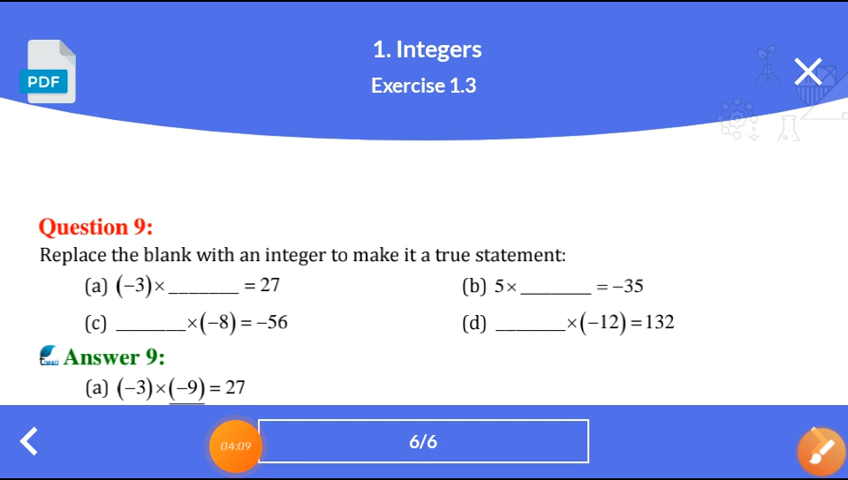 PDF
1. Integers
Exercise 1.3
Question 9:
Replace the blank with an integer to make it a true statement:
(a) (−3)×_______ = 27 (b) 5×_______ = −35
(c) _______×(−8) = −56 (d) _______×(−12) = 132
Answer 9:
(a) (−3)×(−9) = 27
04:09
6/6